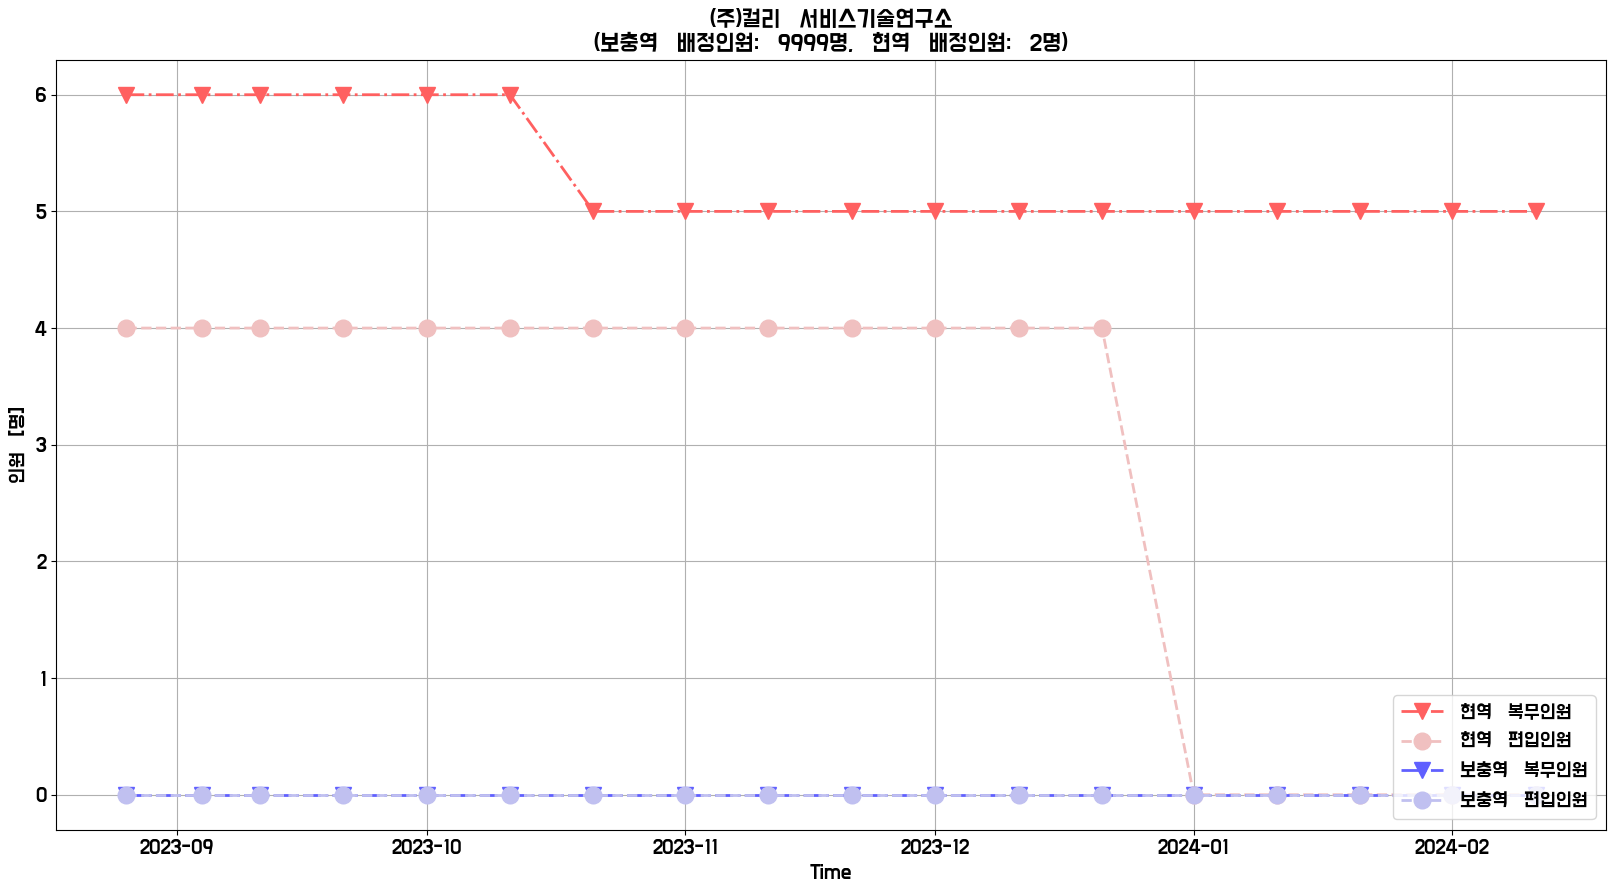 (주)컬리 서비스기술연구소
(보충역 배정인원: 9999명, 현역 배정인원: 2명)
인원 [명]
6
5
4
3
2
1
0
현역 복무인원
현역 편입인원
보충역 복무인원
보충역 편입인원
2023-09 2023-10 2023-11 2023-12 2024-01 2024-02
Time